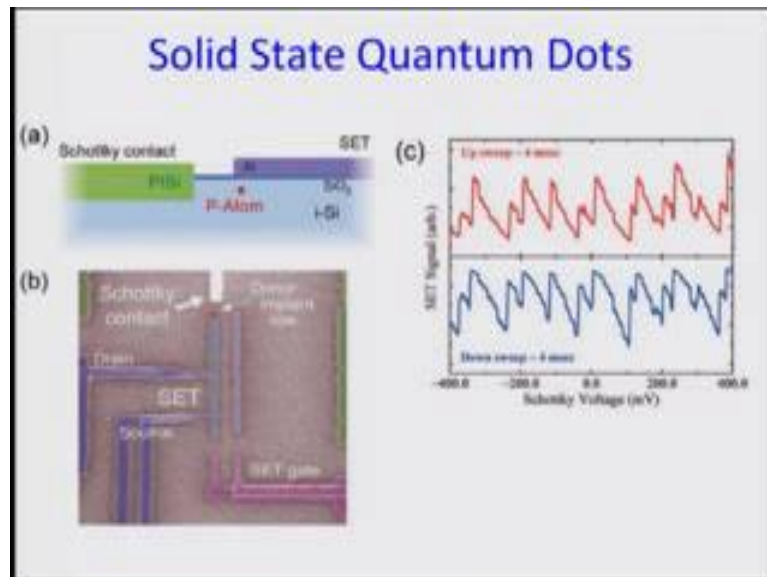 Solid State Quantum Dots
(a)
Schottky contact
SET
PtSi
SiO₂
P-Atom
i-Si
(b)
Schottky
contact
Donor
implant
Drain
SET
Source
SET gate
(c)
Up sweep -
SET Signal (arb.)
Down sweep -
-400.0 -200.0 0.0 200.0 400.0
Schottky Voltage (mV)